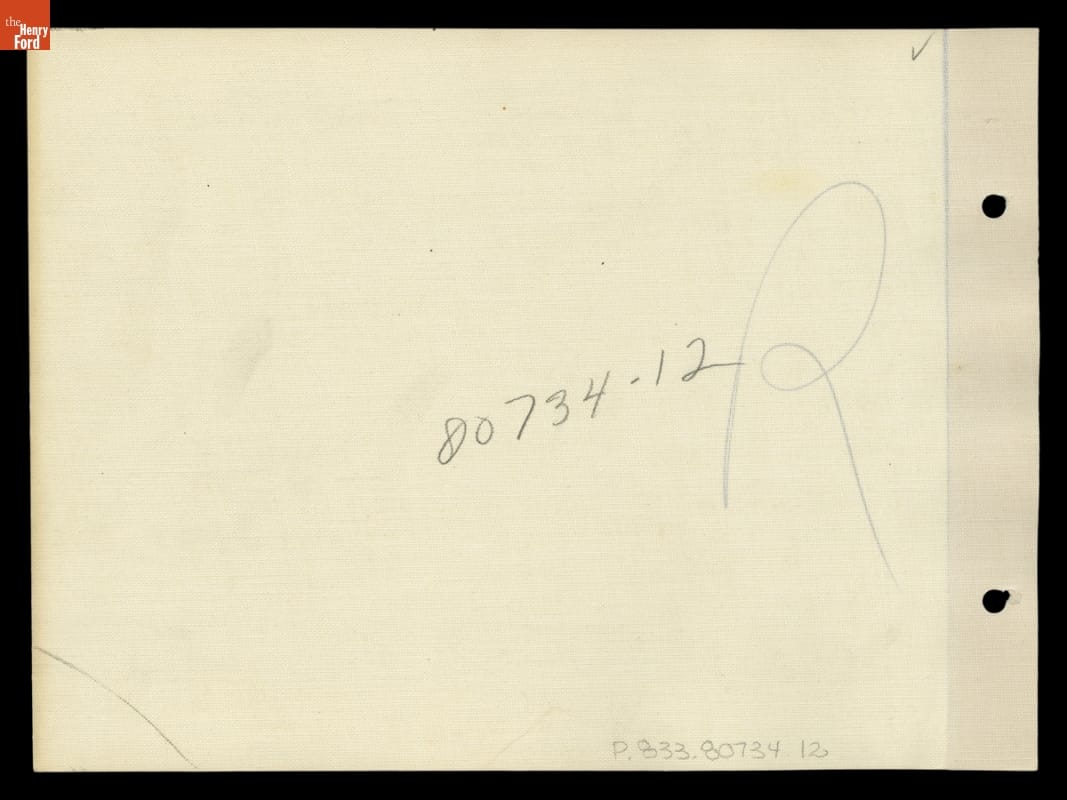 the
Henry
Ford
✓
80734-12
R
P.833.80734.12